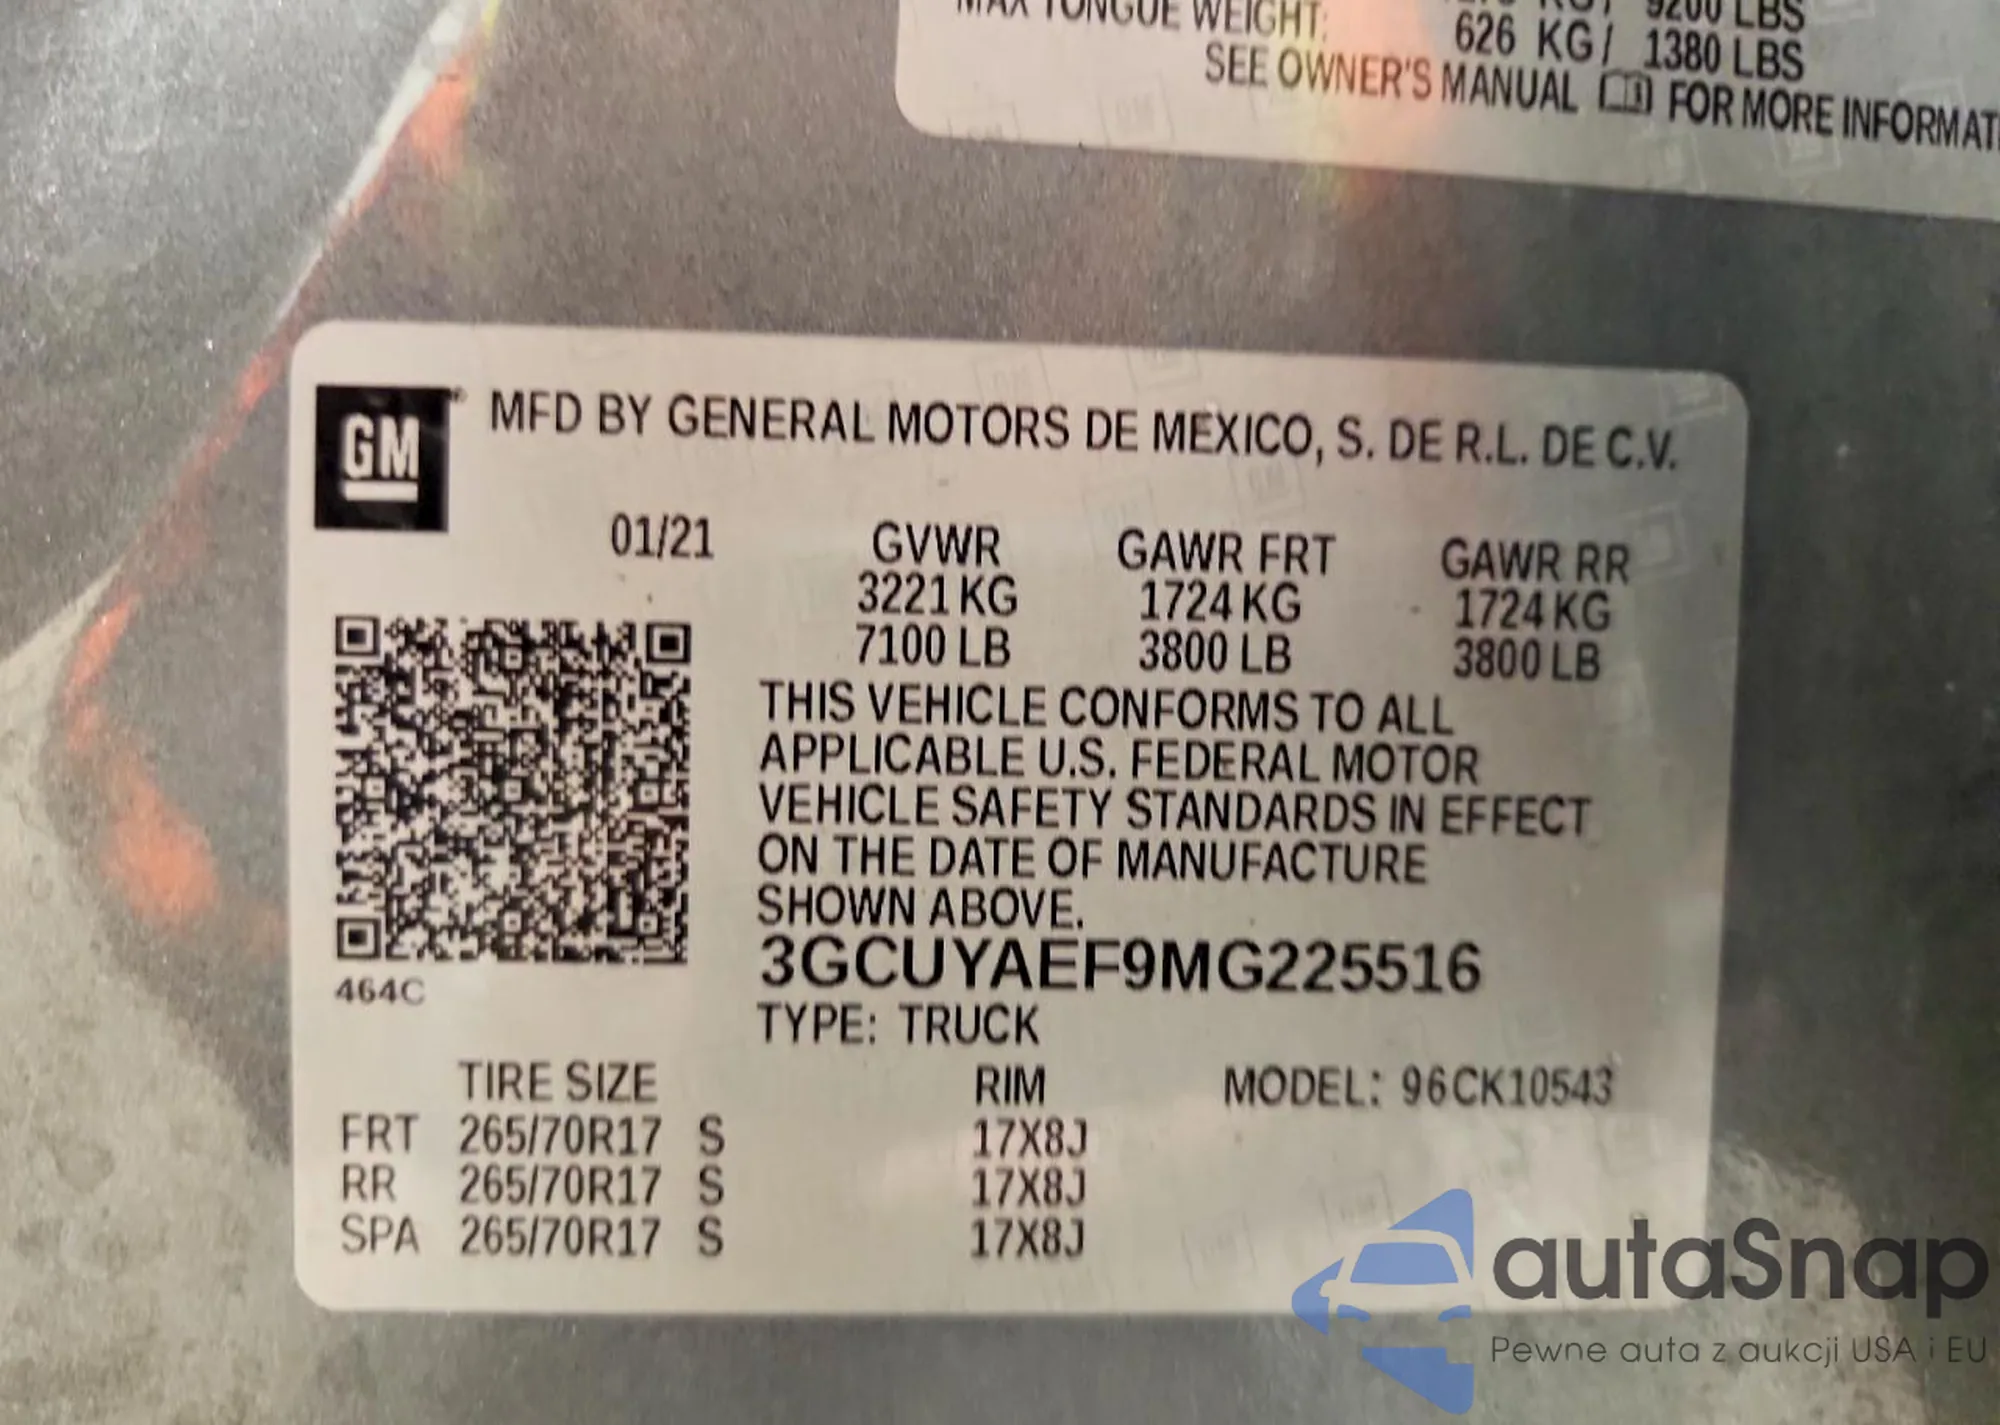 MAX TONGUE WEIGHT:
9200 LBS
626 KG / 1380 LBS
SEE OWNER'S MANUAL FOR MORE INFORMATI
GM
MFD BY GENERAL MOTORS DE MEXICO, S. DE R.L. DE C.V.
01/21 GVWR GAWR FRT GAWR RR
3221 KG 1724 KG 1724 KG
7100 LB 3800 LB 3800 LB
THIS VEHICLE CONFORMS TO ALL
APPLICABLE U.S. FEDERAL MOTOR
VEHICLE SAFETY STANDARDS IN EFFECT
ON THE DATE OF MANUFACTURE
SHOWN ABOVE.
3GCUYAEF9MG225516
464C
TYPE: TRUCK
TIRE SIZE RIM MODEL: 96CK10543
FRT 265/70R17 S 17X8J
RR 265/70R17 S 17X8J
SPA 265/70R17 S 17X8J
autaSnap
Pewne auta z aukcji USA i EU